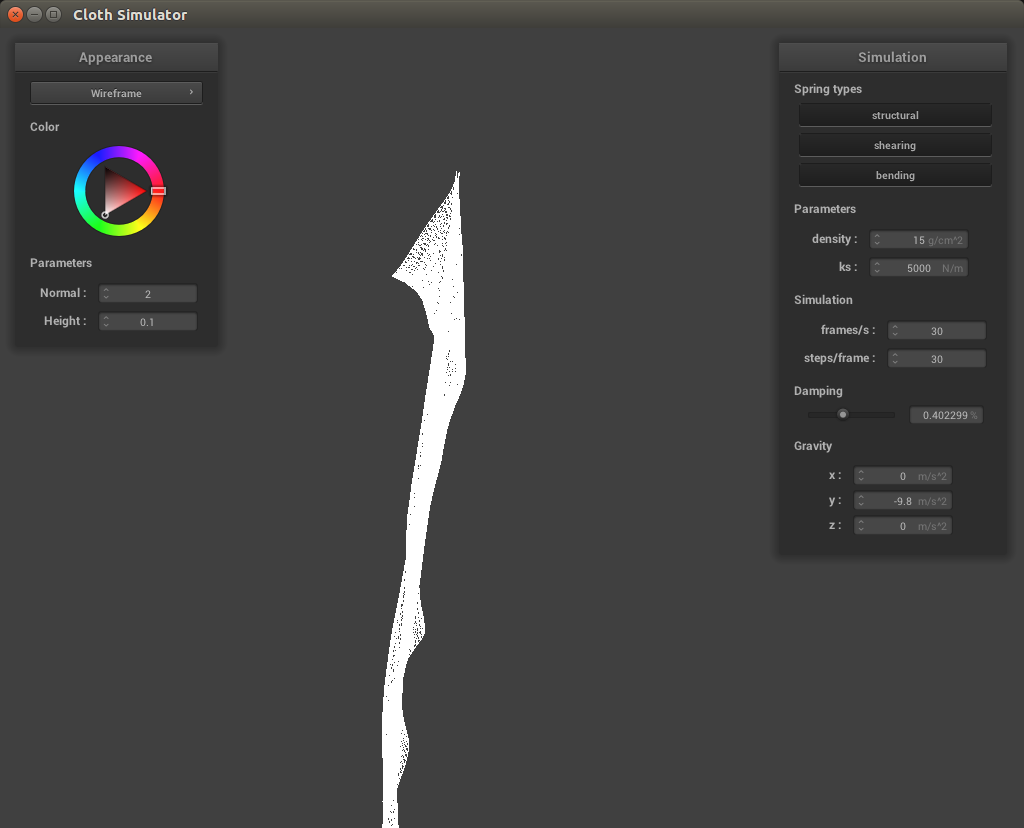 Cloth Simulator
Appearance
Wireframe
Color
Parameters
Normal : 2
Height : 0.1
Simulation
Spring types
structural
shearing
bending
Parameters
density : 15 g/cm^2
ks : 5000 N/m
Simulation
frames/s : 30
steps/frame : 30
Damping
0.402299 %
Gravity
x : 0 m/s^2
y : -9.8 m/s^2
z : 0 m/s^2